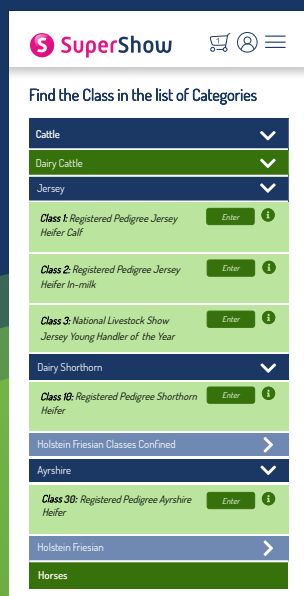 S SuperShow
1
Find the Class in the list of Categories
Cattle
Dairy Cattle
Jersey
Class 1: Registered Pedigree Jersey
Heifer Calf
Enter i
Class 2: Registered Pedigree Jersey
Heifer In-milk
Enter i
Class 3: National Livestock Show
Jersey Young Handler of the Year
Enter i
Dairy Shorthorn
Class 10: Registered Pedigree Shorthorn
Heifer
Enter i
Holstein Friesian Classes Confined
Ayrshire
Class 30: Registered Pedigree Ayrshire
Heifer
Enter i
Holstein Friesian
Horses